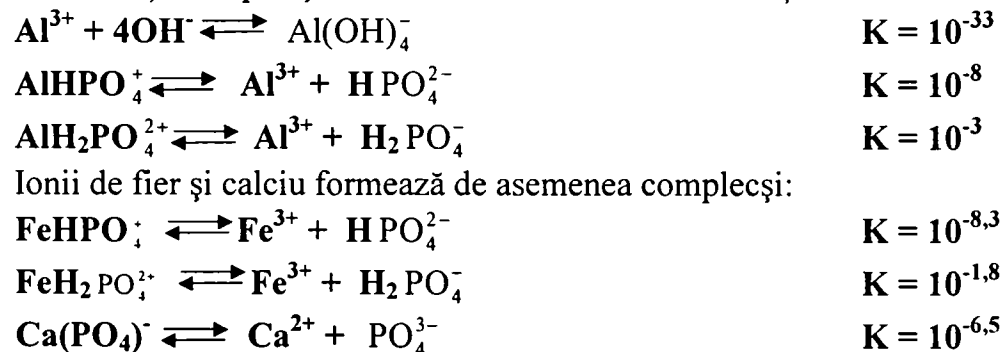 Al³⁺ + 4OH⁻ ⇌ Al(OH)₄⁻ K = 10⁻³³
AlHPO₄⁺ ⇌ Al³⁺ + HPO₄²⁻ K = 10⁻⁸
AlH₂PO₄²⁺ ⇌ Al³⁺ + H₂PO₄⁻ K = 10⁻³
Ionii de fier şi calciu formează de asemenea complecşi:
FeHPO₄⁺ ⇌ Fe³⁺ + HPO₄²⁻ K = 10⁻⁸,³
FeH₂PO₄²⁺ ⇌ Fe³⁺ + H₂PO₄⁻ K = 10⁻¹,⁸
Ca(PO₄)⁻ ⇌ Ca²⁺ + PO₄³⁻ K = 10⁻⁶,⁵